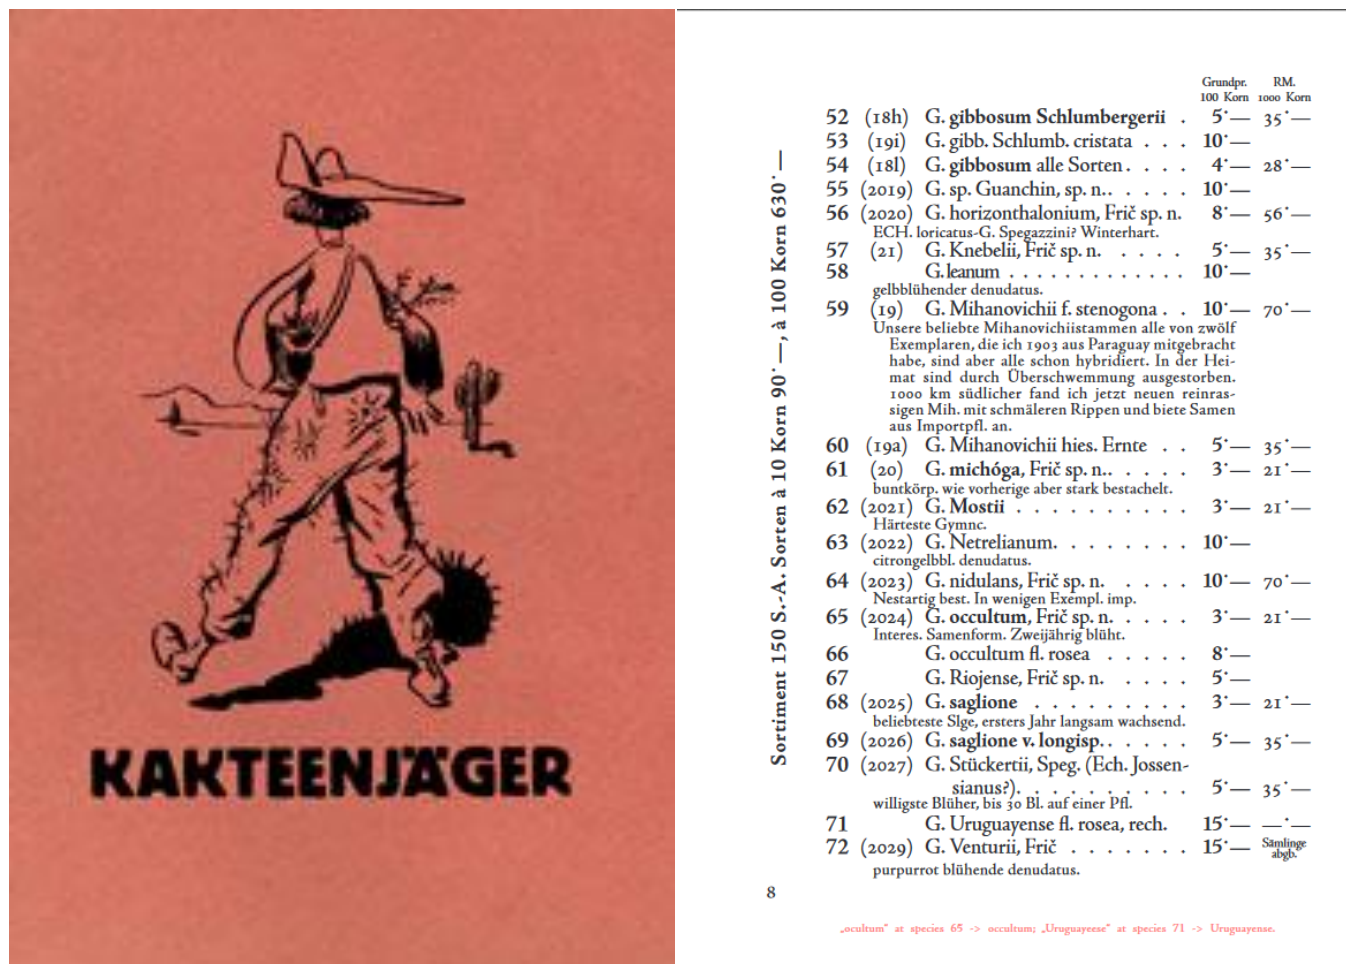 KAKTEENJÄGER
Grundpr. RM.
100 Korn 1000 Korn
52 (18h) G. gibbosum Schlumbergerii . 5·— 35·—
53 (19i) G. gibb. Schlumb. cristata . . . 10·—
54 (18l) G. gibbosum alle Sorten . . . . 4·— 28·—
55 (2019) G. sp. Guanchin, sp. n.. . . . . 10·—
56 (2020) G. horizonthalonium, Frič sp. n. 8·— 56·—
ECH. loricatus-G. Spegazzini? Winterhart.
57 (21) G. Knebelii, Frič sp. n. . . . . 5·— 35·—
58 G. leanum . . . . . . . . . . . . . 10·—
gelbblühender denudatus.
59 (19) G. Mihanovichii f. stenogona . . 10·— 70·—
Unsere beliebte Mihanovichiistammen alle von zwölf
Exemplaren, die ich 1903 aus Paraguay mitgebracht
habe, sind aber alle schon hybridiert. In der Hei-
mat sind durch Überschwemmung ausgestorben.
1000 km südlicher fand ich jetzt neuen reinras-
sigen Mih. mit schmäleren Rippen und biete Samen
aus Importpfl. an.
60 (19a) G. Mihanovichii hies. Ernte . . 5·— 35·—
61 (20) G. michóga, Frič sp. n.. . . . . 3·— 21·—
buntkörp. wie vorherige aber stark bestachelt.
62 (2021) G. Mostii . . . . . . . . . . 3·— 21·—
Härteste Gymnc.
63 (2022) G. Netrelianum. . . . . . . . 10·—
citrongelbbl. denudatus.
64 (2023) G. nidulans, Frič sp. n. . . . . 10·— 70·—
Nestartig best. In wenigen Exempl. imp.
65 (2024) G. occultum, Frič sp. n. . . . . 3·— 21·—
Interes. Samenform. Zweijährig blüht.
66 G. occultum fl. rosea . . . . . 8·—
67 G. Riojense, Frič sp. n. . . . . 5·—
68 (2025) G. saglione . . . . . . . . . 3·— 21·—
beliebteste Slge, ersters Jahr langsam wachsend.
69 (2026) G. saglione v. longisp.. . . . . 5·— 35·—
70 (2027) G. Stückertii, Speg. (Ech. Jossen-
sianus?). . . . . . . . . . 5·— 35·—
willigste Blüher, bis 30 Bl. auf einer Pfl.
71 G. Uruguayense fl. rosea, rech. 15·— —·—
72 (2029) G. Venturii, Frič . . . . . . . 15·— Sämlinge abgb.
purpurrot blühende denudatus.
Sortiment 150 S.-A. Sorten à 10 Korn 90·—, à 100 Korn 630·—
8
„ocultum“ at species 65 -> occultum; „Uruguayeese“ at species 71 -> Uruguayense.